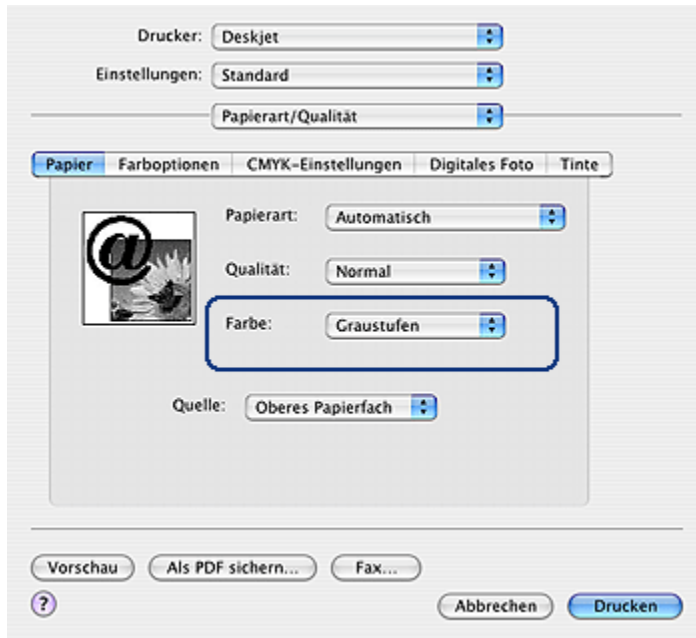 Drucker: Deskjet
Einstellungen: Standard
Papierart/Qualität
Papier Farboptionen CMYK-Einstellungen Digitales Foto Tinte
@
Papierart: Automatisch
Qualität: Normal
Farbe: Graustufen
Quelle: Oberes Papierfach
Vorschau Als PDF sichern... Fax...
? Abbrechen Drucken